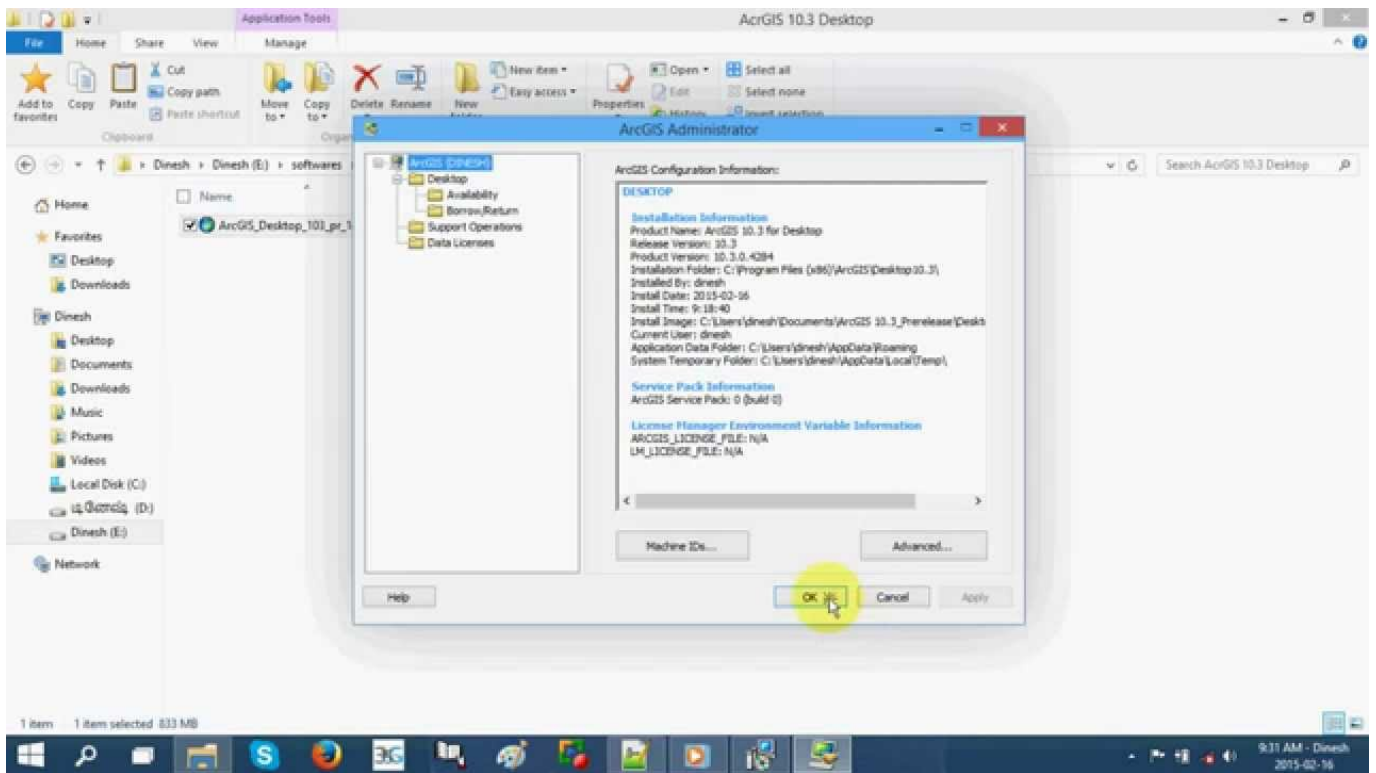 Application Tools
AcrGIS 10.3 Desktop
File Home Share View Manage
Add to favorites
Copy
Paste
Cut
Copy path
Paste shortcut
Move to
Copy to
Delete
Rename
New
New item
Easy access
Properties
Open
Edit
History
Select all
Select none
Invert selection
Clipboard
Dinesh Dinesh (E:) softwares
Search AcrGIS 10.3 Desktop
Name
ArcGIS_Desktop_103_pr_1
Home
Favorites
Desktop
Downloads
Dinesh
Desktop
Documents
Downloads
Music
Pictures
Videos
Local Disk (C:)
(D:)
Dinesh (E:)
Network
ArcGIS Administrator
ArcGIS (DINESH)
Desktop
Availability
Borrow/Return
Support Operations
Data Licenses
ArcGIS Configuration Information:
DESKTOP
Installation Information
Product Name: ArcGIS 10.3 for Desktop
Release Version: 10.3
Product Version: 10.3.0.4284
Installation Folder: C:\Program Files (x86)\ArcGIS\Desktop10.3\
Installed By: dinesh
Install Date: 2015-02-16
Install Time: 9:18:40
Install Image: C:\Users\dinesh\Documents\ArcGIS 10.3_Prerelease\Deskt
Current User: dinesh
Application Data Folder: C:\Users\dinesh\AppData\Roaming
System Temporary Folder: C:\Users\dinesh\AppData\Local\Temp\
Service Pack Information
ArcGIS Service Pack: 0 (build 0)
License Manager Environment Variable Information
ARCGIS_LICENSE_FILE: N/A
LM_LICENSE_FILE: N/A
Machine IDs... Advanced...
Help OK Cancel Apply
1 item 1 item selected 833 MB
3G
9:31 AM - Dinesh
2015-02-16